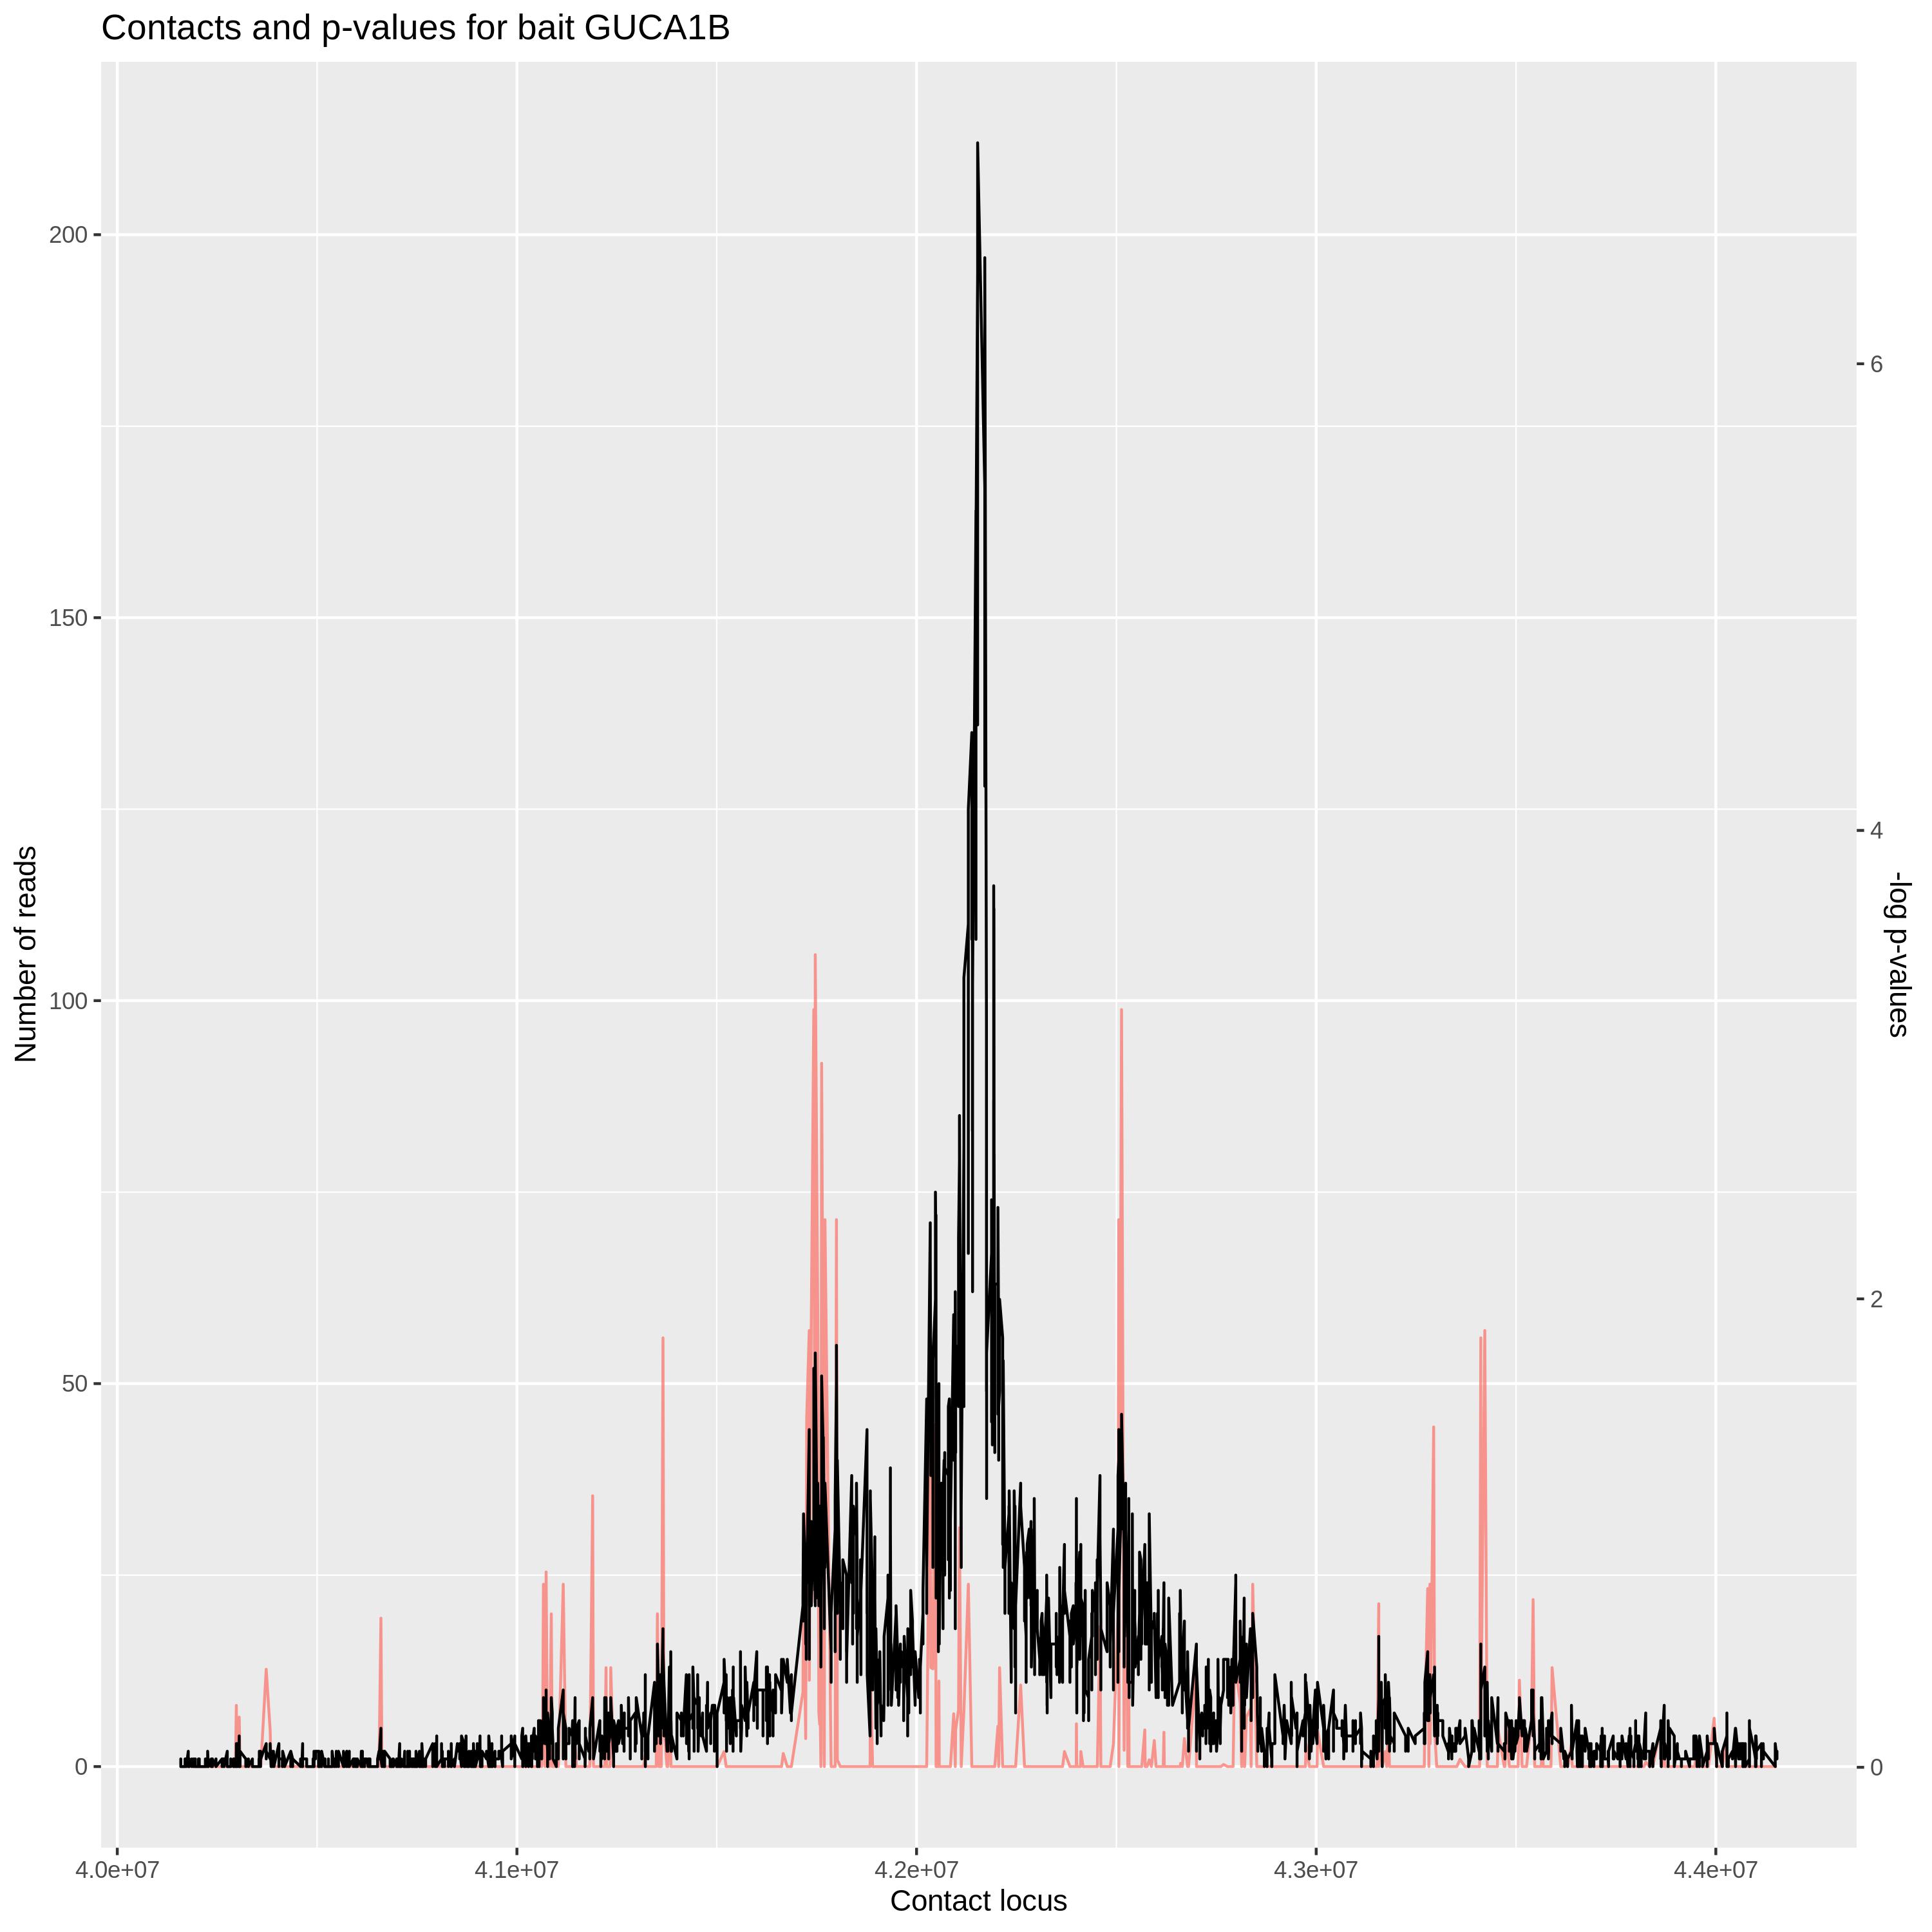 Contacts and p-values for bait GUCA1B
Number of reads
200
150
100
50
0
6
4
2
0
-log p-values
4.0e+07
4.1e+07
4.2e+07
4.3e+07
4.4e+07
Contact locus